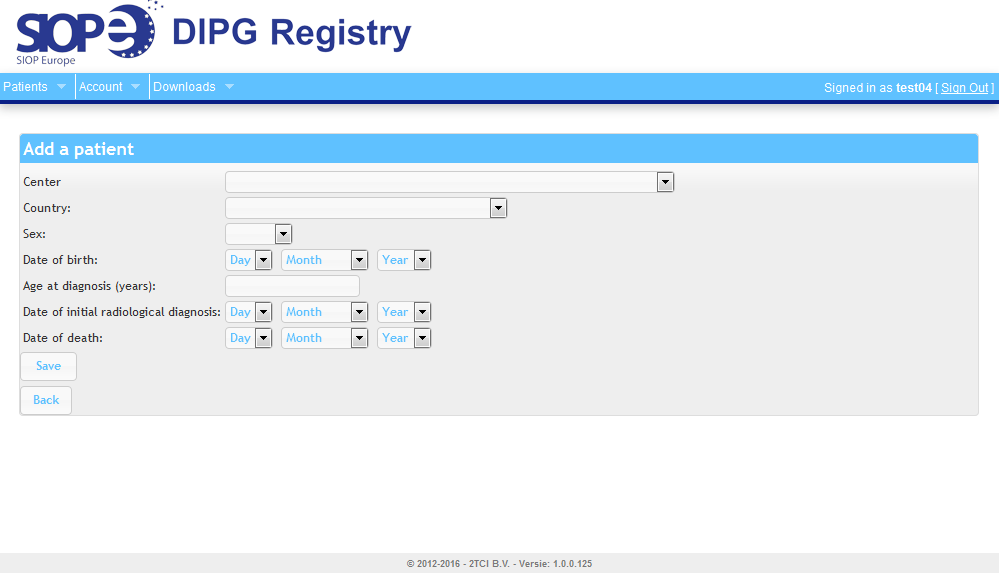 SIOPe DIPG Registry
SIOP Europe
Patients Account Downloads Signed in as test04 [ Sign Out ]
Add a patient
Center
Country:
Sex:
Date of birth: Day Month Year
Age at diagnosis (years):
Date of initial radiological diagnosis: Day Month Year
Date of death: Day Month Year
Save
Back
© 2012-2016 - 2TCI B.V. - Versie: 1.0.0.125